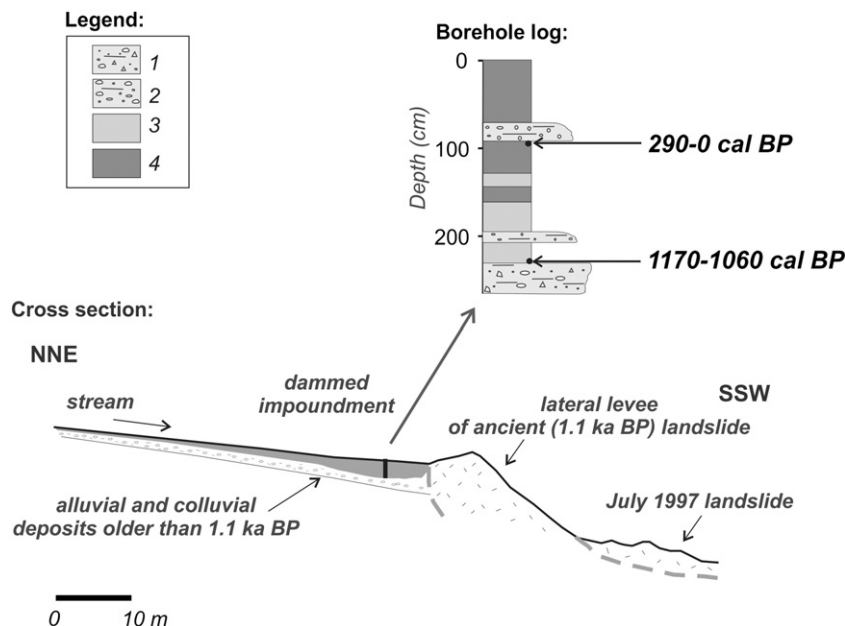 Legend:
1
2
3
4
Borehole log:
Depth (cm)
0
100
200
290-0 cal BP
1170-1060 cal BP
Cross section:
NNE
SSW
stream
dammed
impoundment
lateral levee
of ancient (1.1 ka BP) landslide
July 1997 landslide
alluvial and colluvial
deposits older than 1.1 ka BP
0 10 m